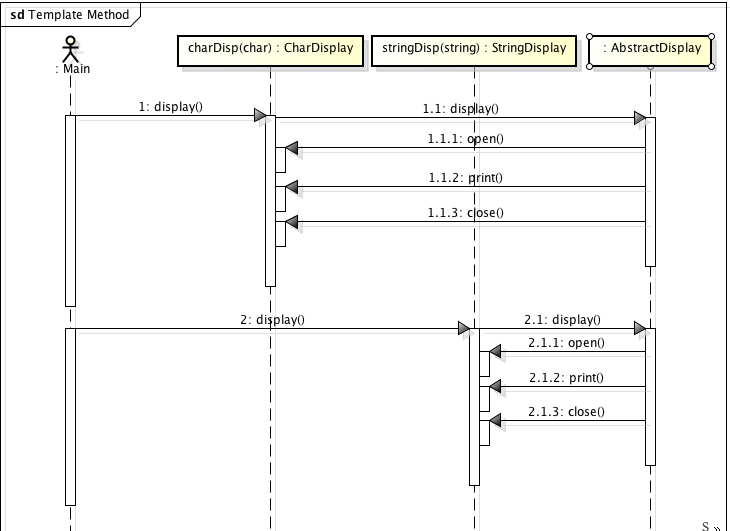 sd Template Method
: Main
charDisp(char) : CharDisplay
stringDisp(string) : StringDisplay
: AbstractDisplay
1: display()
1.1: display()
1.1.1: open()
1.1.2: print()
1.1.3: close()
2: display()
2.1: display()
2.1.1: open()
2.1.2: print()
2.1.3: close()
S »